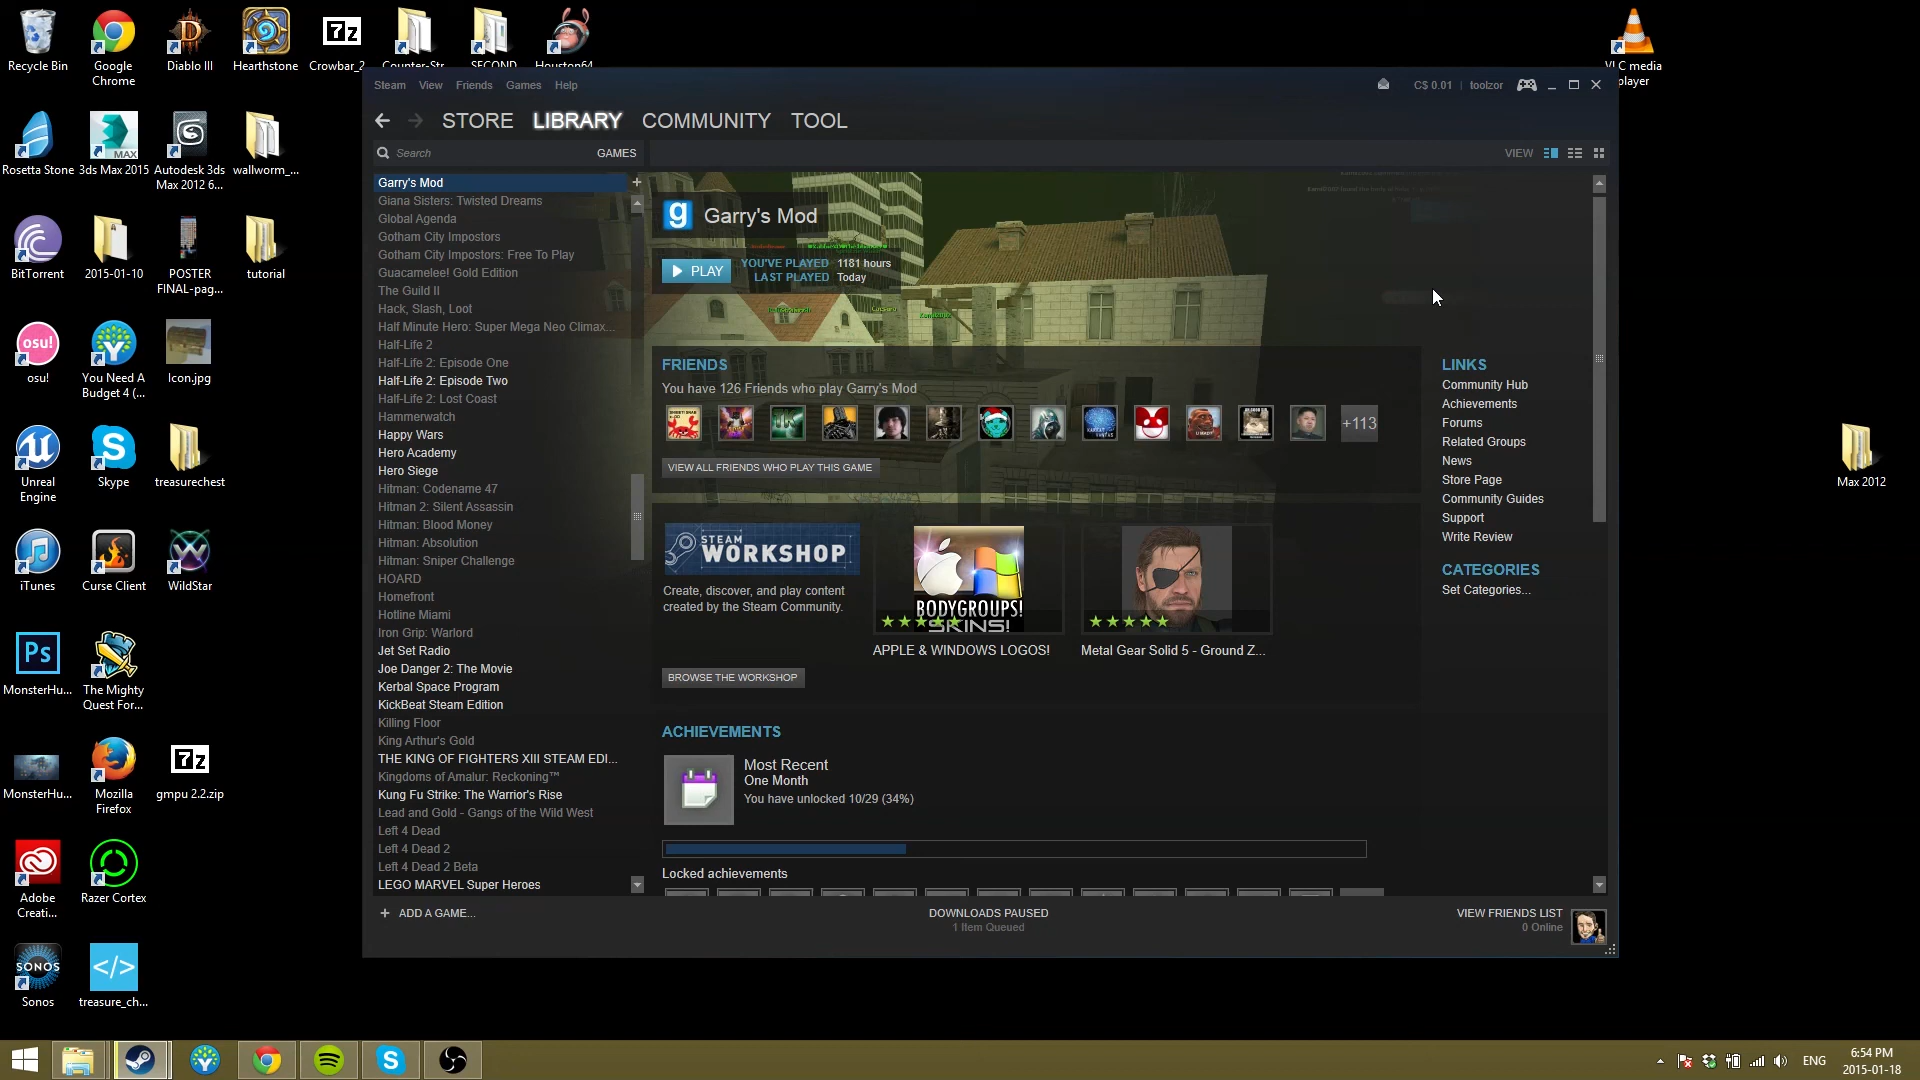 Recycle Bin
Google Chrome
Diablo III
Hearthstone
Crowbar_2
Counter-Str
SECOND
Houston64
VLC media player
Rosetta Stone
3ds Max 2015
Autodesk 3ds Max 2012 6...
wallworm_...
BitTorrent
2015-01-10
POSTER FINAL-pag...
tutorial
osu!
osu!
You Need A Budget 4 (...
Icon.jpg
Unreal Engine
Skype
treasurechest
iTunes
Curse Client
WildStar
Ps
MonsterHu...
The Mighty Quest For...
MonsterHu...
Mozilla Firefox
7z
gmpu 2.2.zip
Adobe Creati...
Razer Cortex
SONOS
Sonos
</>
treasure_ch...
Max 2012
7z
MAX
Steam View Friends Games Help
C$ 0.01 | toolzor
STORE LIBRARY COMMUNITY TOOL
Search
GAMES
VIEW
Garry's Mod
Giana Sisters: Twisted Dreams
Global Agenda
Gotham City Impostors
Gotham City Impostors: Free To Play
Guacamelee! Gold Edition
The Guild II
Hack, Slash, Loot
Half Minute Hero: Super Mega Neo Climax...
Half-Life 2
Half-Life 2: Episode One
Half-Life 2: Episode Two
Half-Life 2: Lost Coast
Hammerwatch
Happy Wars
Hero Academy
Hero Siege
Hitman: Codename 47
Hitman 2: Silent Assassin
Hitman: Blood Money
Hitman: Absolution
Hitman: Sniper Challenge
HOARD
Homefront
Hotline Miami
Iron Grip: Warlord
Jet Set Radio
Joe Danger 2: The Movie
Kerbal Space Program
KickBeat Steam Edition
Killing Floor
King Arthur's Gold
THE KING OF FIGHTERS XIII STEAM EDI...
Kingdoms of Amalur: Reckoning™
Kung Fu Strike: The Warrior's Rise
Lead and Gold - Gangs of the Wild West
Left 4 Dead
Left 4 Dead 2
Left 4 Dead 2 Beta
LEGO MARVEL Super Heroes
g
Garry's Mod
PLAY
YOU'VE PLAYED 1181 hours
LAST PLAYED Today
FRIENDS
You have 126 Friends who play Garry's Mod
+113
VIEW ALL FRIENDS WHO PLAY THIS GAME
STEAM
WORKSHOP
Create, discover, and play content
created by the Steam Community.
BODYGROUPS!
SKINS!
APPLE & WINDOWS LOGOS!
Metal Gear Solid 5 - Ground Z...
BROWSE THE WORKSHOP
ACHIEVEMENTS
Most Recent
One Month
You have unlocked 10/29 (34%)
Locked achievements
LINKS
Community Hub
Achievements
Forums
Related Groups
News
Store Page
Community Guides
Support
Write Review
CATEGORIES
Set Categories...
+ ADD A GAME...
DOWNLOADS PAUSED
1 Item Queued
VIEW FRIENDS LIST
0 Online
ENG
6:54 PM
2015-01-18